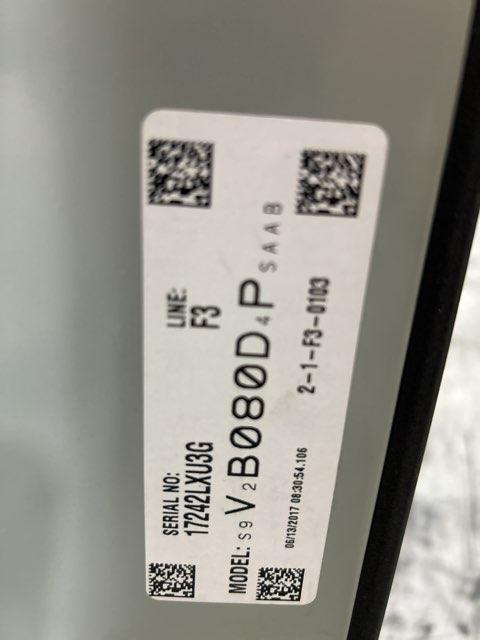 SERIAL NO:
17242LXU3G
LINE:
F3
MODEL: S9V2B080D4PSAAB
06/13/2017 08:30:54.106
2-1-F3-0103